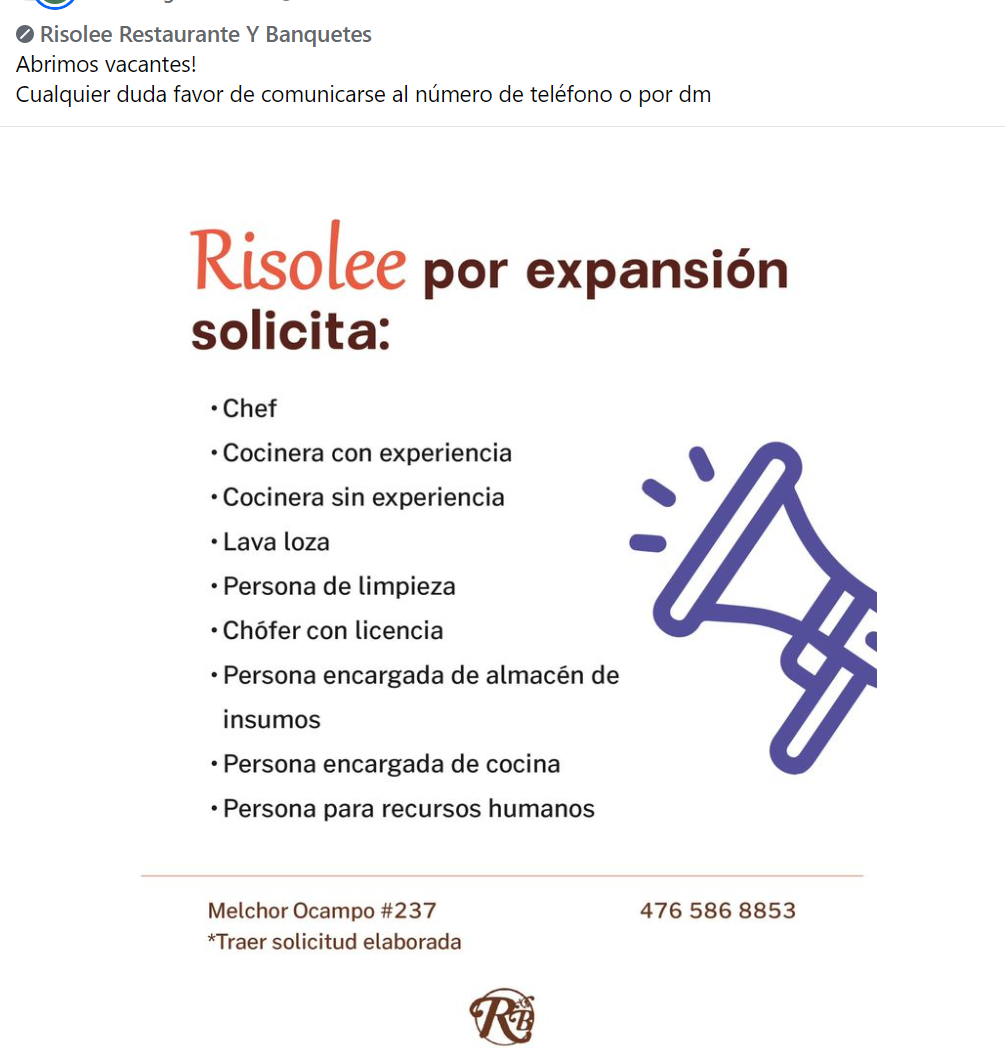 Risolee Restaurante Y Banquetes
Abrimos vacantes!
Cualquier duda favor de comunicarse al número de teléfono o por dm
Risolee por expansión
solicita:
• Chef
• Cocinera con experiencia
• Cocinera sin experiencia
• Lava loza
• Persona de limpieza
• Chófer con licencia
• Persona encargada de almacén de
insumos
• Persona encargada de cocina
• Persona para recursos humanos
Melchor Ocampo #237
476 586 8853
*Traer solicitud elaborada
RB